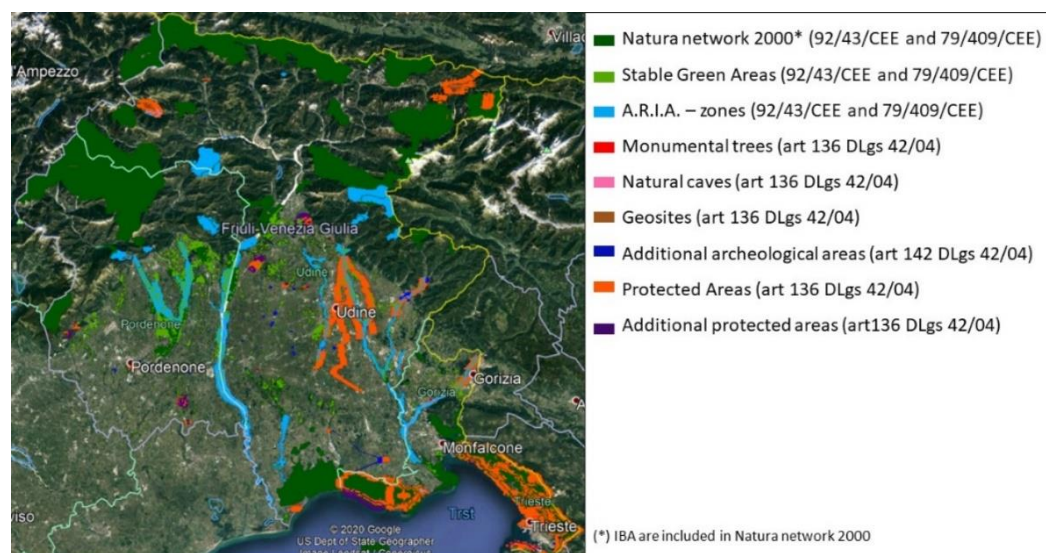 Villac
l'Ampezzo
Friuli-Venezia Giulia
Udine
Udine
Pordenone
Pordenone
Gorizia
Gorizia
Monfalcone
Trieste
Trst
Trieste
viso
© 2020 Google
US Dept of State Geographer
Natura network 2000* (92/43/CEE and 79/409/CEE)
Stable Green Areas (92/43/CEE and 79/409/CEE)
A.R.I.A. – zones (92/43/CEE and 79/409/CEE)
Monumental trees (art 136 DLgs 42/04)
Natural caves (art 136 DLgs 42/04)
Geosites (art 136 DLgs 42/04)
Additional archeological areas (art 142 DLgs 42/04)
Protected Areas (art 136 DLgs 42/04)
Additional protected areas (art136 DLgs 42/04)
(*) IBA are included in Natura network 2000